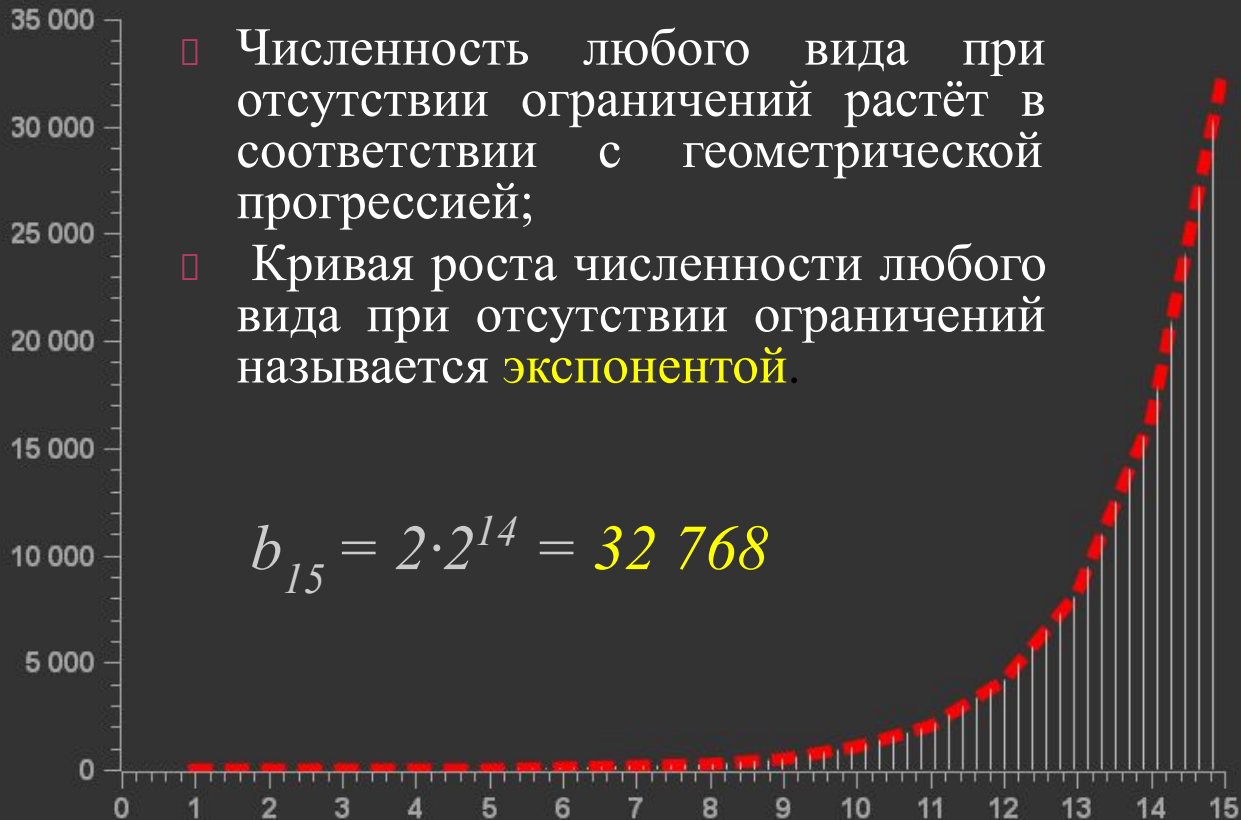 35 000
30 000
25 000
20 000
15 000
10 000
5 000
0
Численность любого вида при
отсутствии ограничений растёт в
соответствии с геометрической
прогрессией;
Кривая роста численности любого
вида при отсутствии ограничений
называется экспонентой.
b₁₅ = 2·2¹⁴ = 32 768
0 1 2 3 4 5 6 7 8 9 10 11 12 13 14 15